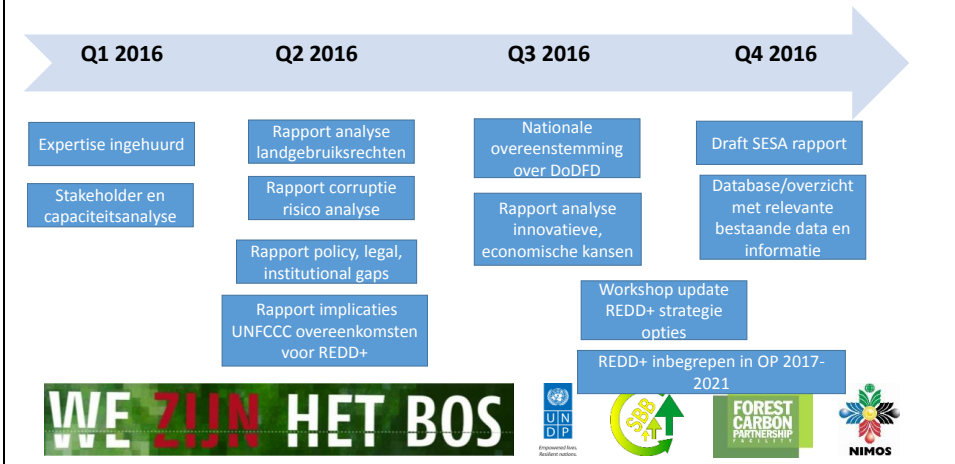 Q1 2016
Q2 2016
Q3 2016
Q4 2016
Expertise ingehuurd
Stakeholder en
capaciteitsanalyse
Rapport analyse
landgebruiksrechten
Rapport corruptie
risico analyse
Rapport policy, legal,
institutional gaps
Rapport implicaties
UNFCCC overeenkomsten
voor REDD+
Nationale
overeenstemming
over DoDFD
Rapport analyse
innovatieve,
economische kansen
Draft SESA rapport
Database/overzicht
met relevante
bestaande data en
informatie
Workshop update
REDD+ strategie
opties
REDD+ inbegrepen in OP 2017-
2021
WE ZIJN HET BOS
U N
D P
Empowered lives.
Resilient nations.
SBB
FOREST
CARBON
PARTNERSHIP
FACILITY
NIMOS